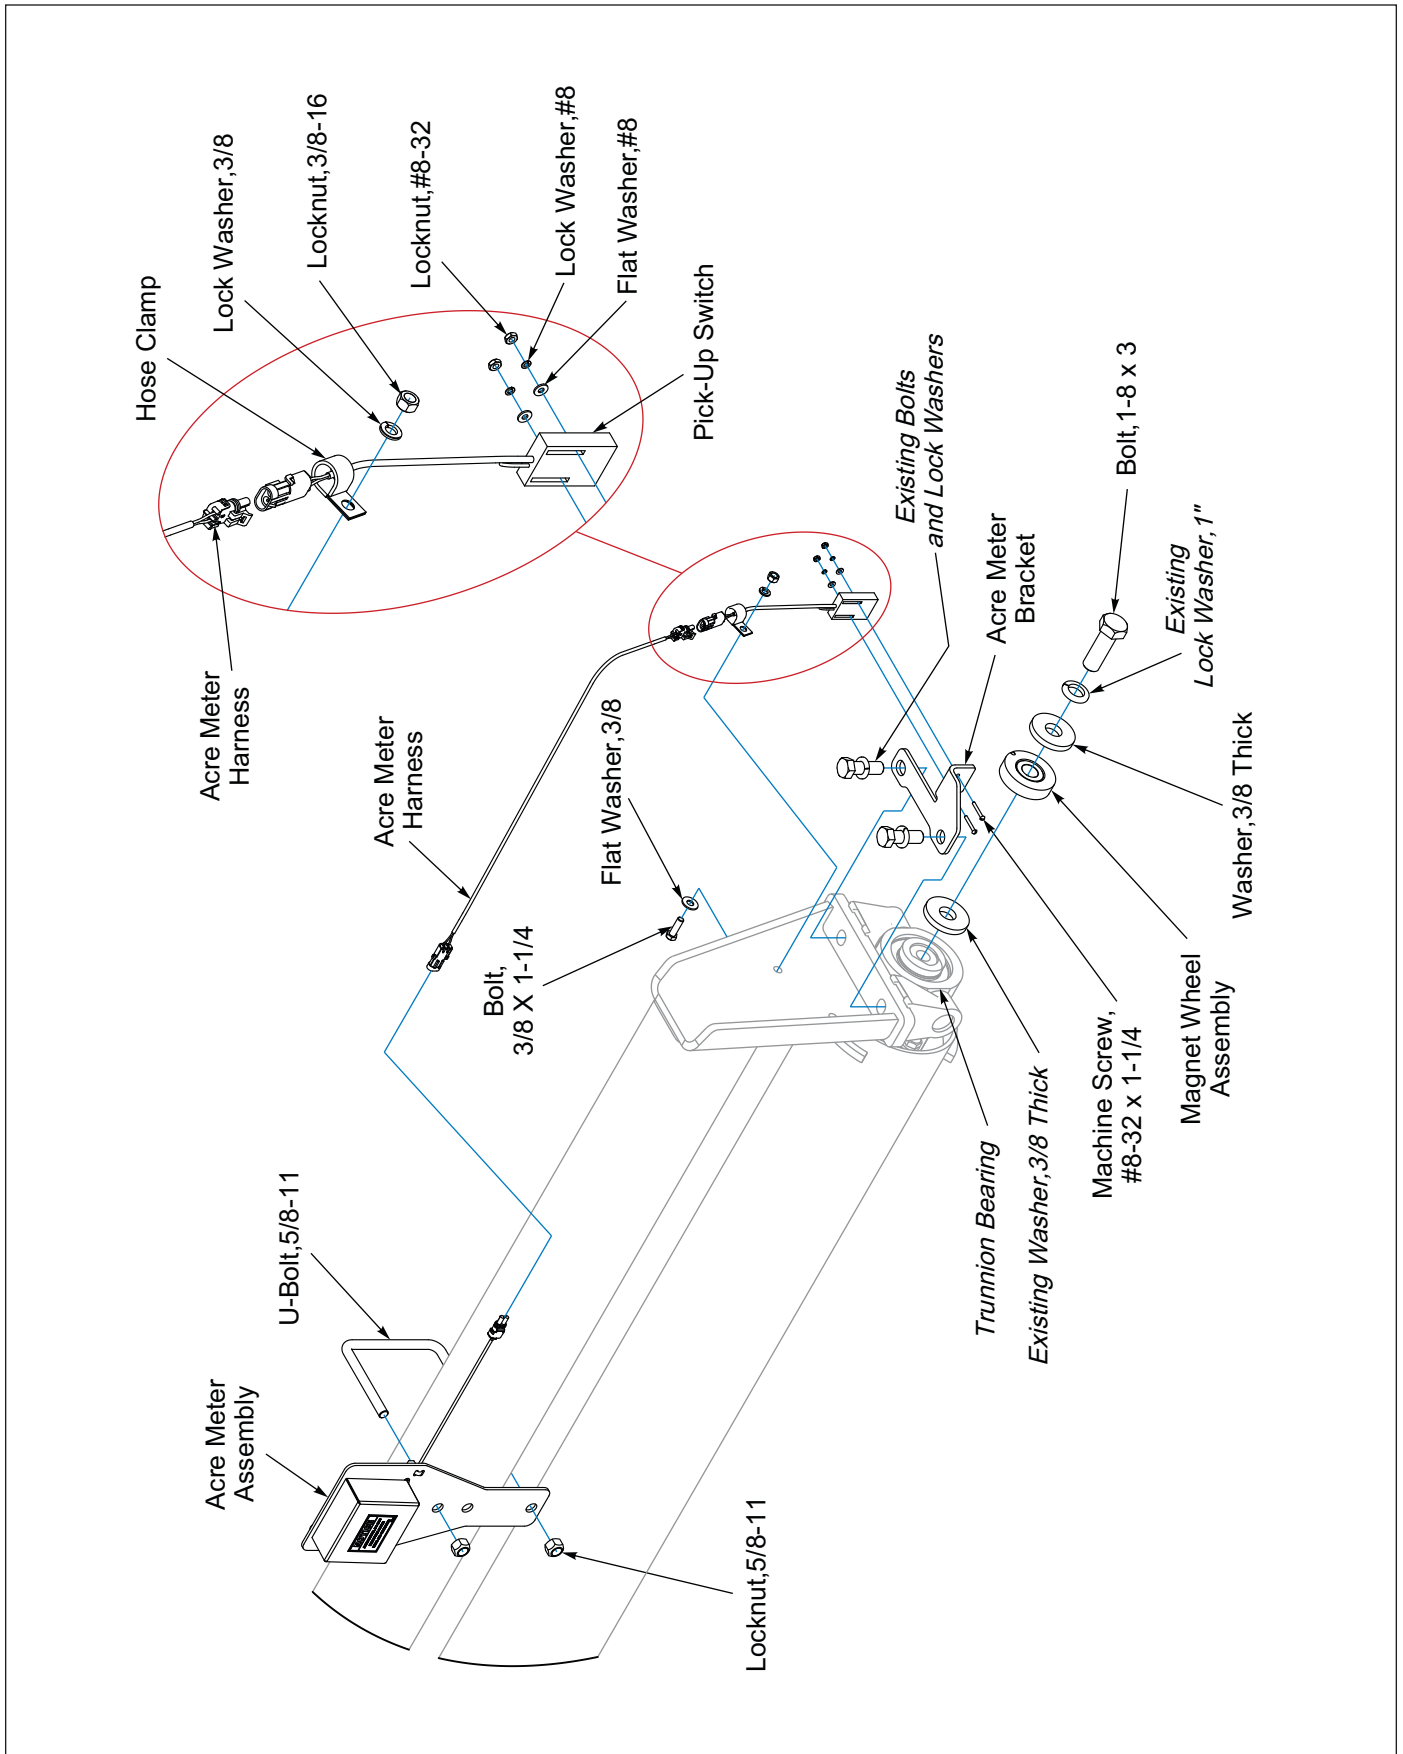 Acre Meter
Harness
Hose Clamp
Lock Washer,3/8
Locknut,3/8-16
Locknut,#8-32
Lock Washer,#8
Flat Washer,#8
Pick-Up Switch
Acre Meter
Harness
Flat Washer,3/8
Bolt,
3/8 X 1-1/4
Existing Bolts
and Lock Washers
Acre Meter
Bracket
Bolt,1-8 x 3
Existing
Lock Washer,1"
Washer,3/8 Thick
Magnet Wheel
Assembly
Machine Screw,
#8-32 x 1-1/4
Existing Washer,3/8 Thick
Trunnion Bearing
U-Bolt,5/8-11
Acre Meter
Assembly
Locknut,5/8-11